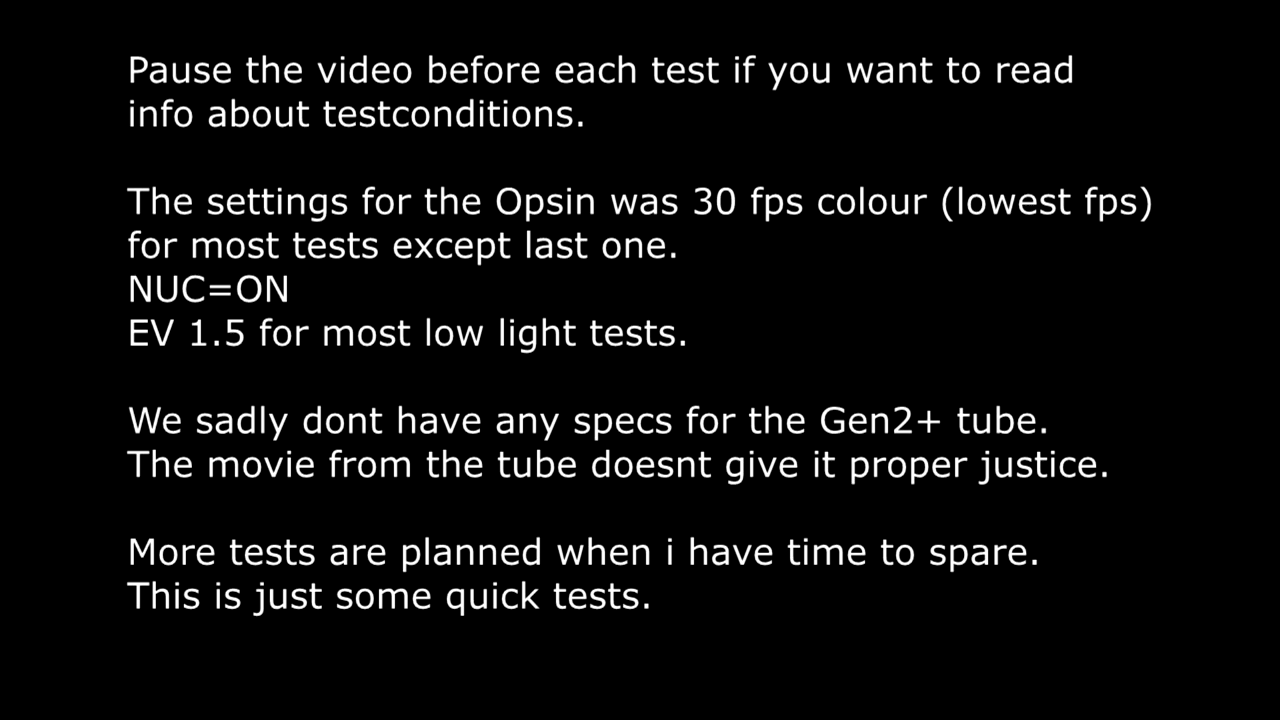 Pause the video before each test if you want to read
info about testconditions.
The settings for the Opsin was 30 fps colour (lowest fps)
for most tests except last one.
NUC=ON
EV 1.5 for most low light tests.
We sadly dont have any specs for the Gen2+ tube.
The movie from the tube doesnt give it proper justice.
More tests are planned when i have time to spare.
This is just some quick tests.